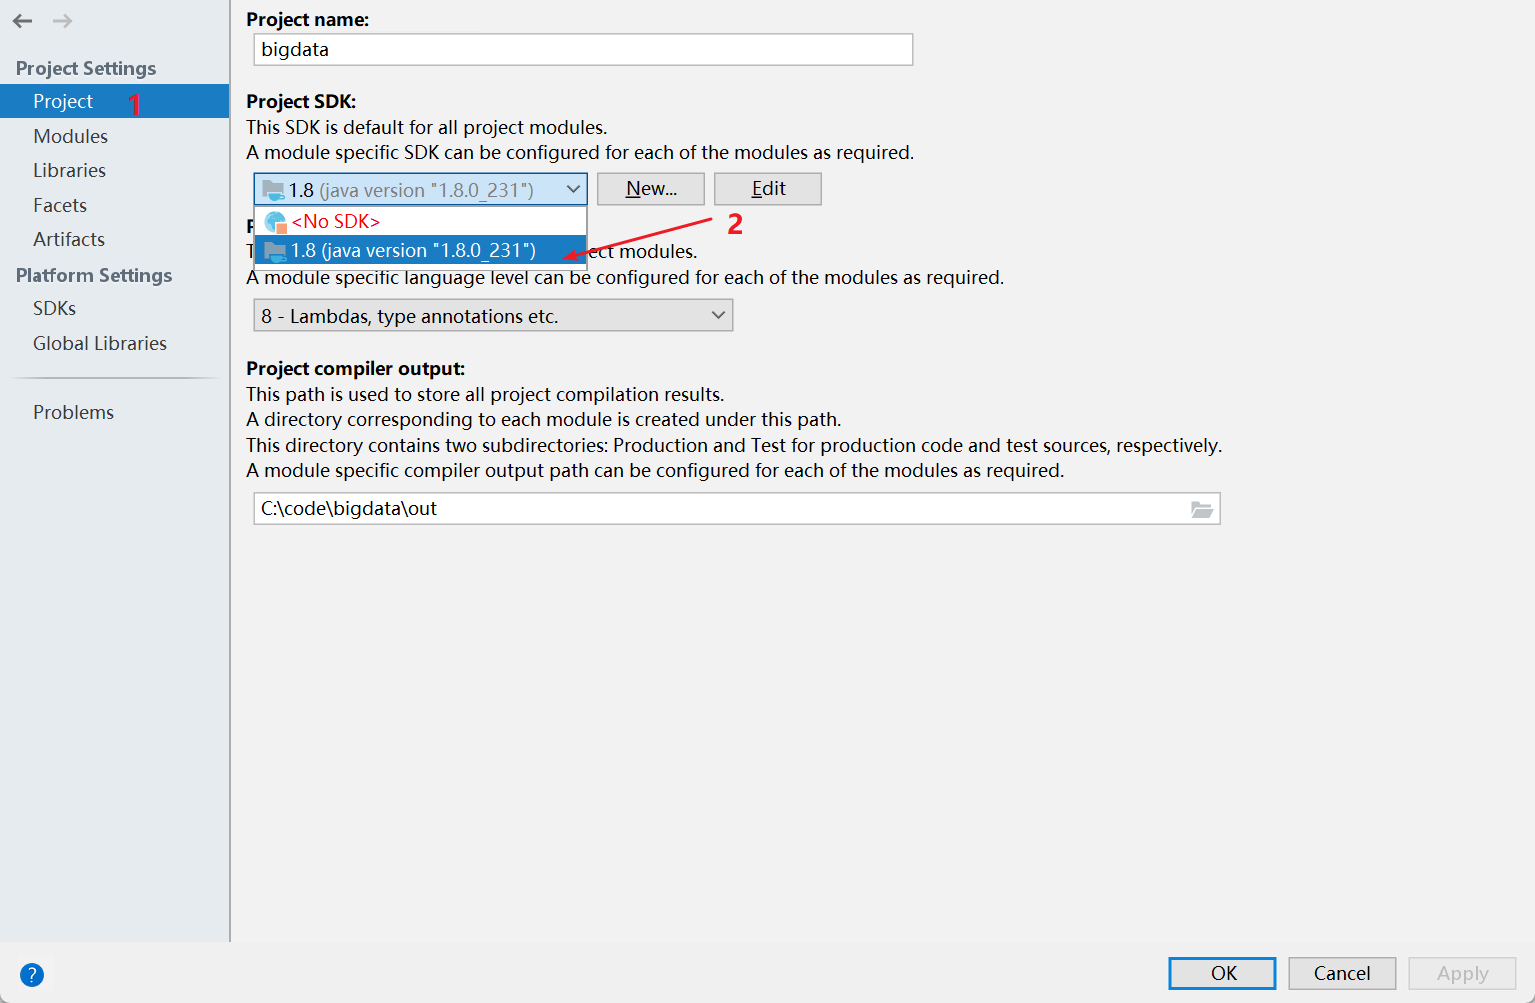 Project Settings
Project 1
Modules
Libraries
Facets
Artifacts
Platform Settings
SDKs
Global Libraries
Problems
Project name:
bigdata
Project SDK:
This SDK is default for all project modules.
A module specific SDK can be configured for each of the modules as required.
1.8 (java version "1.8.0_231") New... Edit
<No SDK>
2
1.8 (java version "1.8.0_231") ect modules.
A module specific language level can be configured for each of the modules as required.
8 - Lambdas, type annotations etc.
Project compiler output:
This path is used to store all project compilation results.
A directory corresponding to each module is created under this path.
This directory contains two subdirectories: Production and Test for production code and test sources, respectively.
A module specific compiler output path can be configured for each of the modules as required.
C:\code\bigdata\out
? OK Cancel Apply